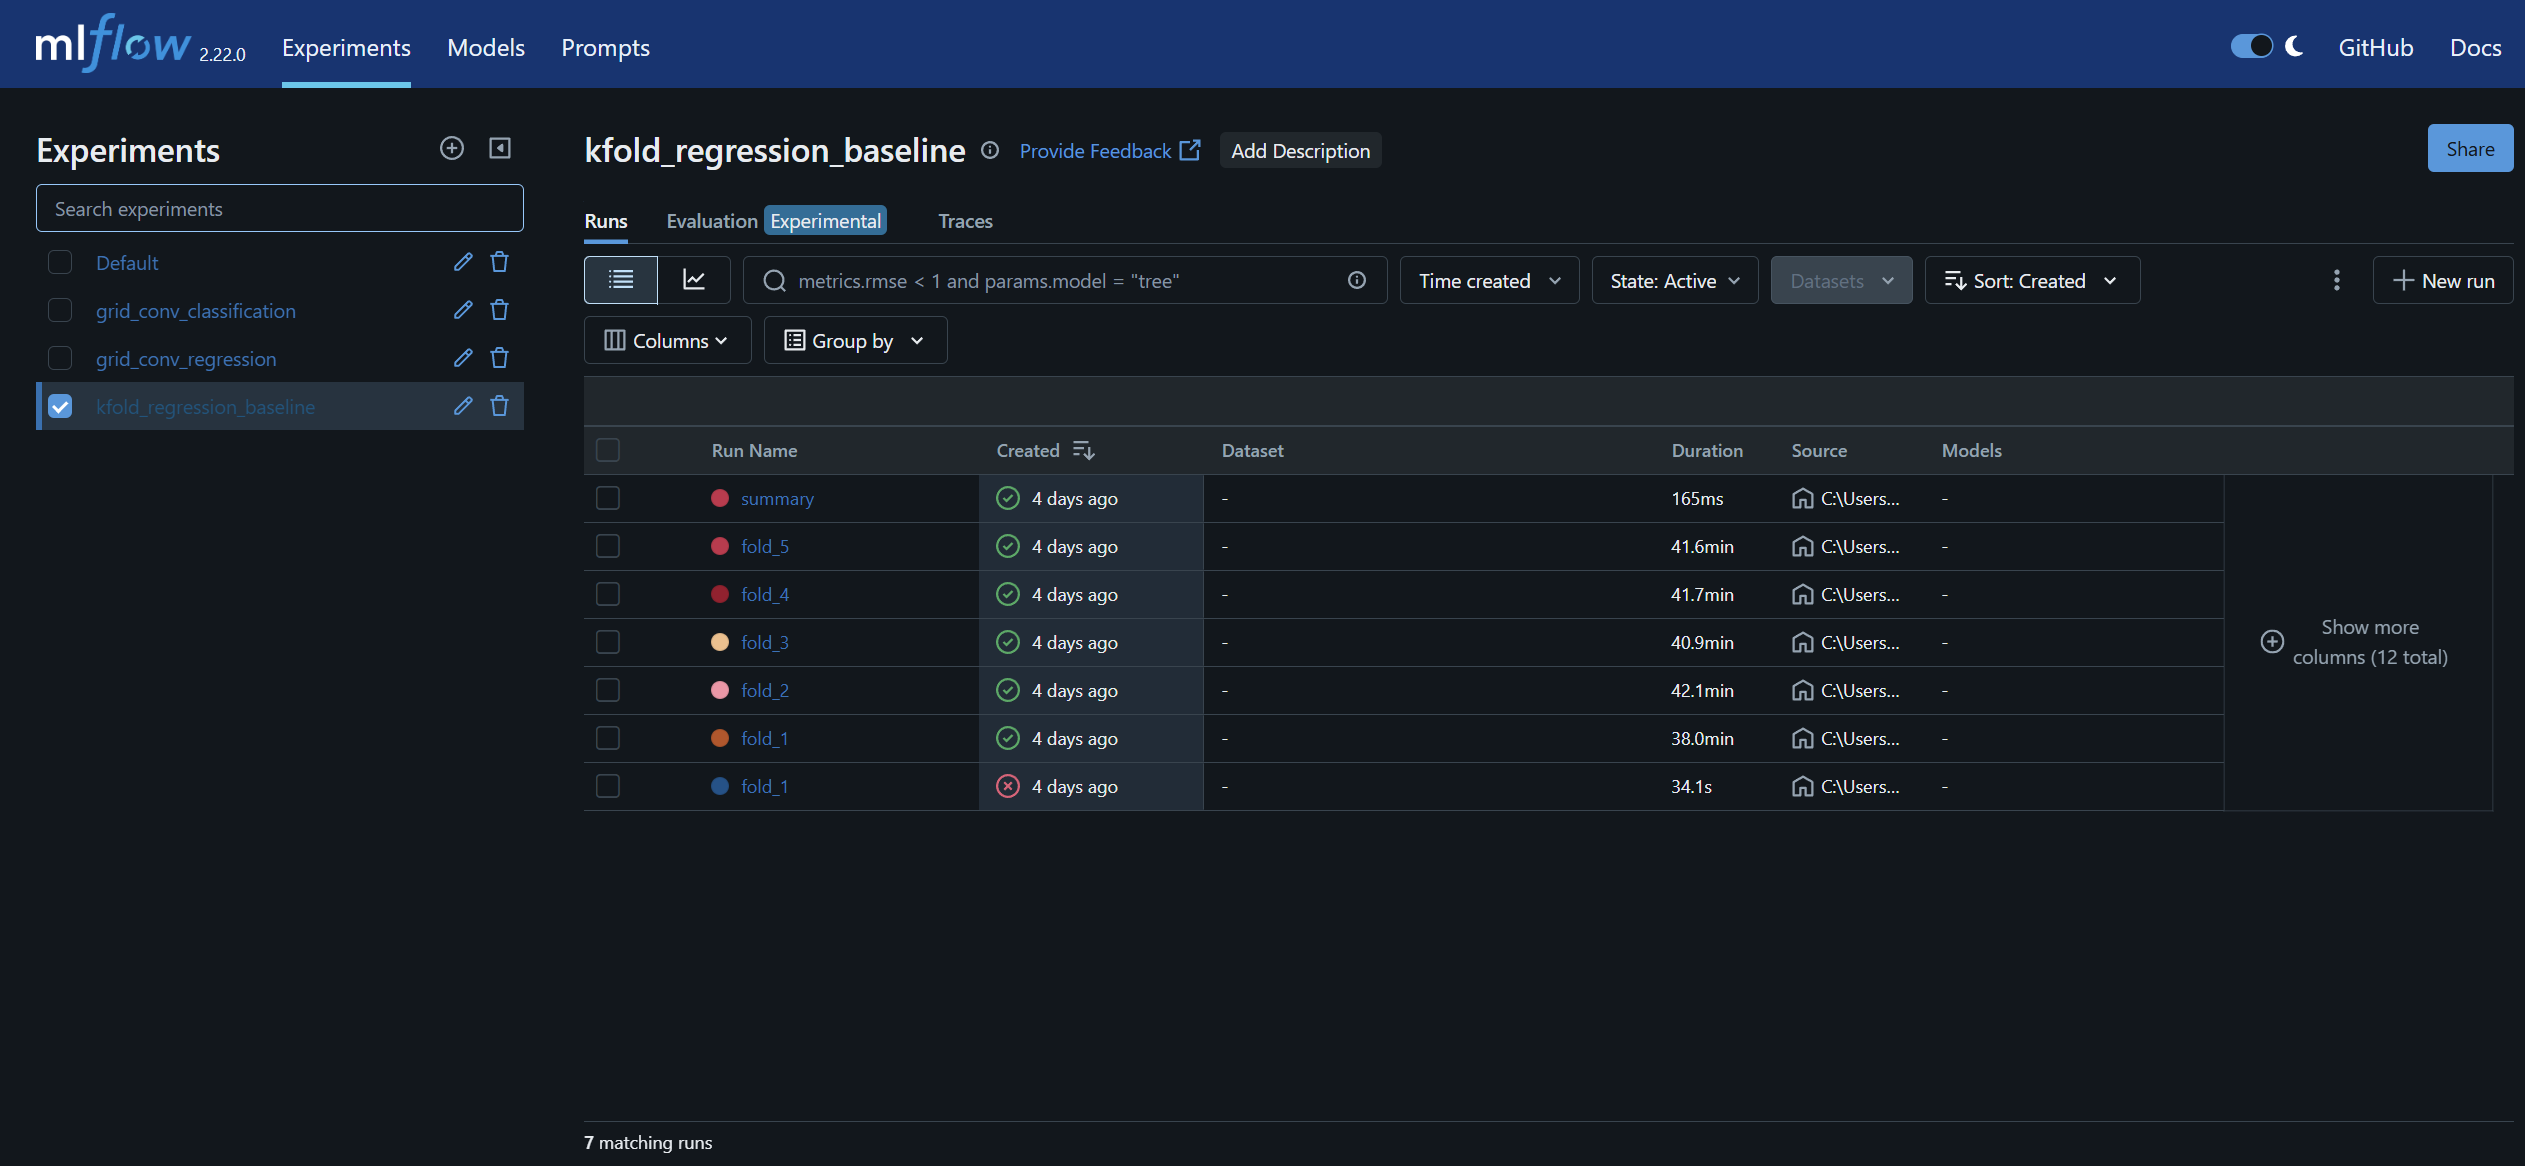 mlflow 2.22.0 Experiments Models Prompts GitHub Docs
Experiments
Search experiments
Default
grid_conv_classification
grid_conv_regression
kfold_regression_baseline
kfold_regression_baseline Provide Feedback Add Description Share
Runs Evaluation Experimental Traces
metrics.rmse < 1 and params.model = "tree" Time created State: Active Datasets Sort: Created New run
Columns Group by
Run Name Created Dataset Duration Source Models
summary 4 days ago - 165ms C:\Users... -
fold_5 4 days ago - 41.6min C:\Users... -
fold_4 4 days ago - 41.7min C:\Users... -
fold_3 4 days ago - 40.9min C:\Users... -
fold_2 4 days ago - 42.1min C:\Users... -
fold_1 4 days ago - 38.0min C:\Users... -
fold_1 4 days ago - 34.1s C:\Users... -
Show more
columns (12 total)
7 matching runs